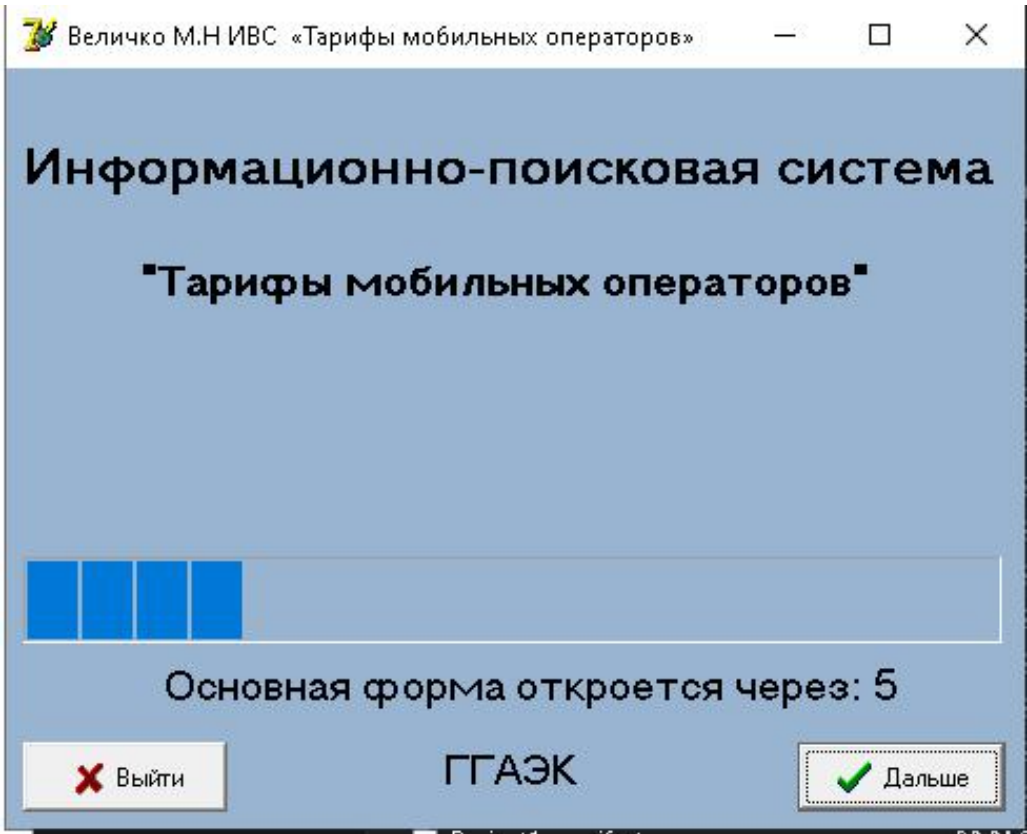 Величко М.Н ИВС «Тарифы мобильных операторов»
Информационно-поисковая система
"Тарифы мобильных операторов"
Основная форма откроется через: 5
Выйти
ГГАЭК
Дальше